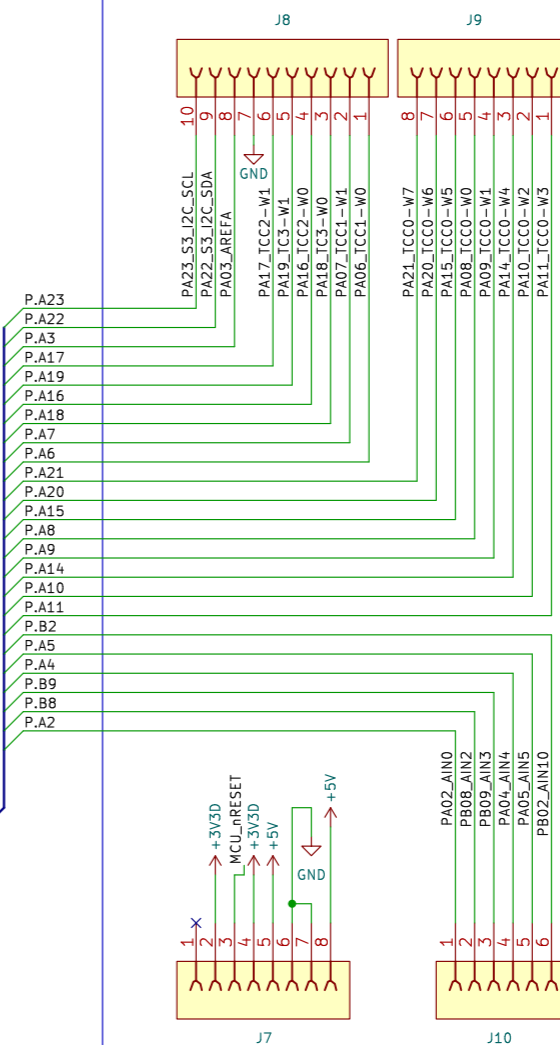 J8
J9
10
9
8
7
6
5
4
3
2
1
8
7
6
5
4
3
2
1
GND
PA23_S3_I2C_SCL
PA22_S3_I2C_SDA
PA03_AREFA
PA17_TCC2-W1
PA19_TC3-W1
PA16_TCC2-W0
PA18_TC3-W0
PA07_TCC1-W1
PA06_TCC1-W0
PA21_TCC0-W7
PA20_TCC0-W6
PA15_TCC0-W5
PA08_TCC0-W0
PA09_TCC0-W1
PA14_TCC0-W4
PA10_TCC0-W2
PA11_TCC0-W3
P.A23
P.A22
P.A3
P.A17
P.A19
P.A16
P.A18
P.A7
P.A6
P.A21
P.A20
P.A15
P.A8
P.A9
P.A14
P.A10
P.A11
P.B2
P.A5
P.A4
P.B9
P.B8
P.A2
PA02_AIN0
PB08_AIN2
PB09_AIN3
PA04_AIN4
PA05_AIN5
PB02_AIN10
+3V3D
MCU_nRESET
+3V3D
+5V
GND
+5V
1
2
3
4
5
6
7
8
1
2
3
4
5
6
J7
J10